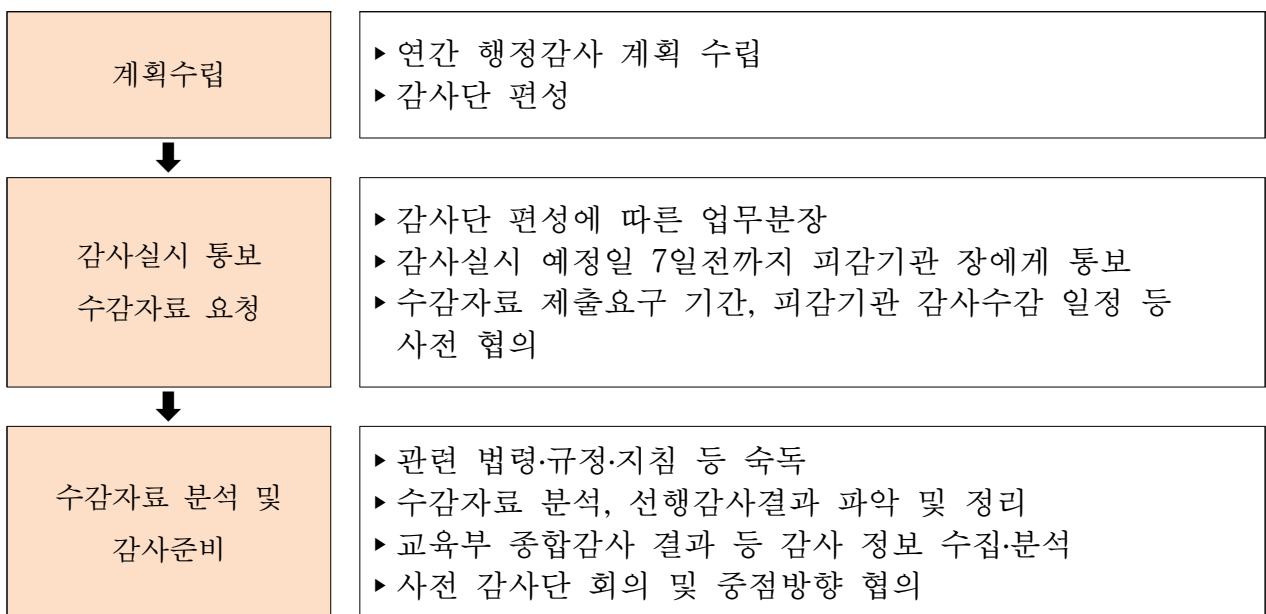 계획수립
▸연간 행정감사 계획 수립
▸감사단 편성
감사실시 통보
수감자료 요청
▸감사단 편성에 따른 업무분장
▸감사실시 예정일 7일전까지 피감기관 장에게 통보
▸수감자료 제출요구 기간, 피감기관 감사수감 일정 등
사전 협의
수감자료 분석 및
감사준비
▸관련 법령·규정·지침 등 숙독
▸수감자료 분석, 선행감사결과 파악 및 정리
▸교육부 종합감사 결과 등 감사 정보 수집·분석
▸사전 감사단 회의 및 중점방향 협의